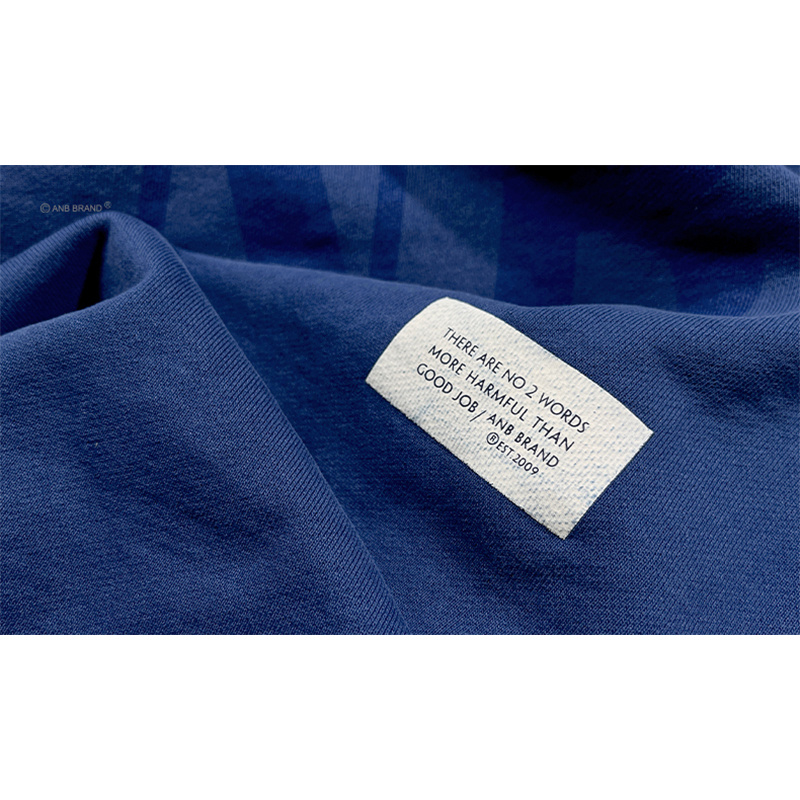 © ANB BRAND ®
THERE ARE NO 2 WORDS
MORE HARMFUL THAN
GOOD JOB / ANB BRAND
®EST.2009